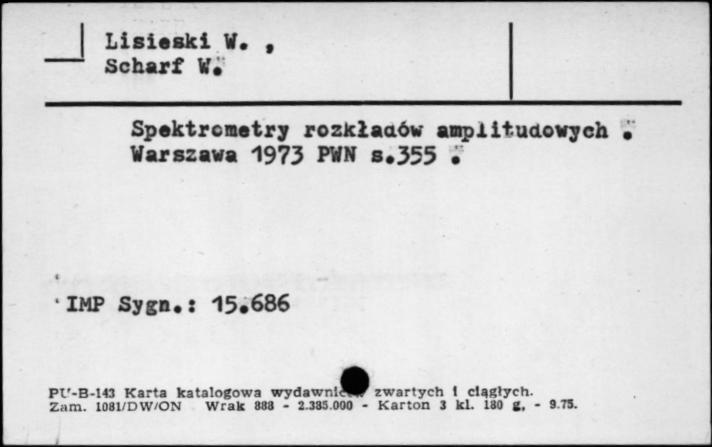 Lisieski W. ,
Scharf W.
Spektrometry rozkładów amplitudowych .
Warszawa 1973 PWN s.355 .
IMP Sygn.: 15.686
PU-B-143 Karta katalogowa wydawnictw zwartych i ciągłych.
Zam. 1081/DW/ON Wrak 888 - 2.385.000 - Karton 3 kl. 180 g, - 9.75.